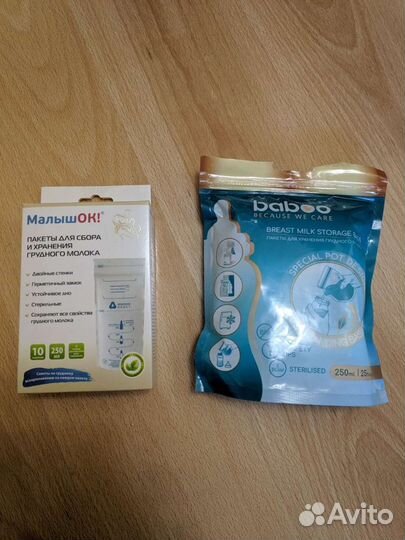 МалышОК!
ПАКЕТЫ ДЛЯ СБОРА
И ХРАНЕНИЯ
ГРУДНОГО МОЛОКА
Двойные стенки
Герметичный замок
Устойчивое дно
Стерильные
Сохраняют все свойства
грудного молока
10
250
baboo
BECAUSE WE CARE
BREAST MILK STORAGE
ПАКЕТЫ ДЛЯ ХРАНЕНИЯ ГРУДНОГО
SPECIAL POT
STERILISED
250ml
Avito